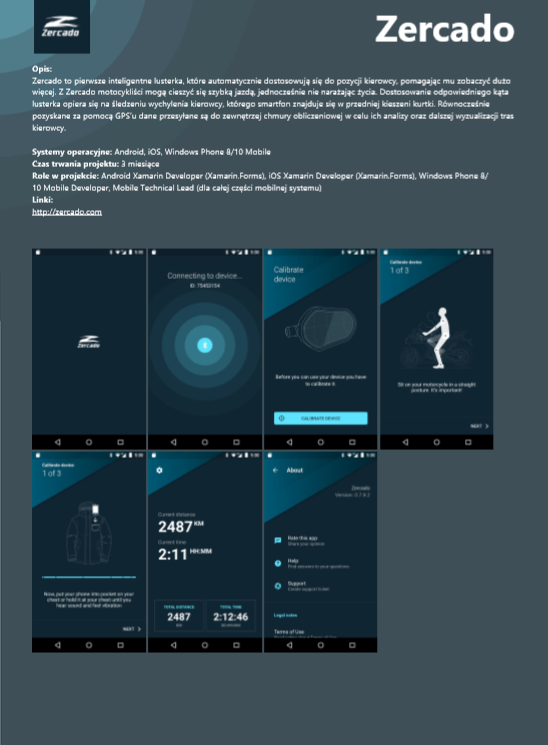 Zercado
Zercado
Opis:
Zercado to pierwsze inteligentne lusterka, które automatycznie dostosowują się do pozycji kierowcy, pomagając mu zobaczyć dużo
więcej. Z Zercado motocykliści mogą cieszyć się szybką jazdą, jednocześnie nie narażając życia. Dostosowanie odpowiedniego kąta
lusterka opiera się na śledzeniu wychylenia kierowcy, którego smartfon znajduje się w przedniej kieszeni kurtki. Równocześnie
pozyskane za pomocą GPS'u dane przesyłane są do zewnętrznej chmury obliczeniowej w celu ich analizy oraz dalszej wyzualizacji tras
kierowcy.
Systemy operacyjne: Android, iOS, Windows Phone 8/10 Mobile
Czas trwania projektu: 3 miesiące
Role w projekcie: Android Xamarin Developer (Xamarin.Forms), iOS Xamarin Developer (Xamarin.Forms), Windows Phone 8/
10 Mobile Developer, Mobile Technical Lead (dla całej części mobilnej systemu)
Linki:
http://zercado.com
Zercado
Connecting to device...
ID: 75453154
Calibrate
device
Before you can use your device you have
to calibrate it
CALIBRATE DEVICE
Calibrate device
1 of 3
Sit on your motorcycle in a straight
posture. It's important!
NEXT
Calibrate device
1 of 3
Now, put your phone into pocket on your
chest or hold it at your chest until you
hear sound and feel vibration
NEXT
Current distance
2487 KM
Current time
2:11 HH:MM
TOTAL DISTANCE
2487
TOTAL TIME
2:12:46
About
Zercado
Version: 0.7.8.2
Rate this app
Share your opinion
Help
Find answers to your questions
Support
Create support ticket
Legal notes
Terms of Use